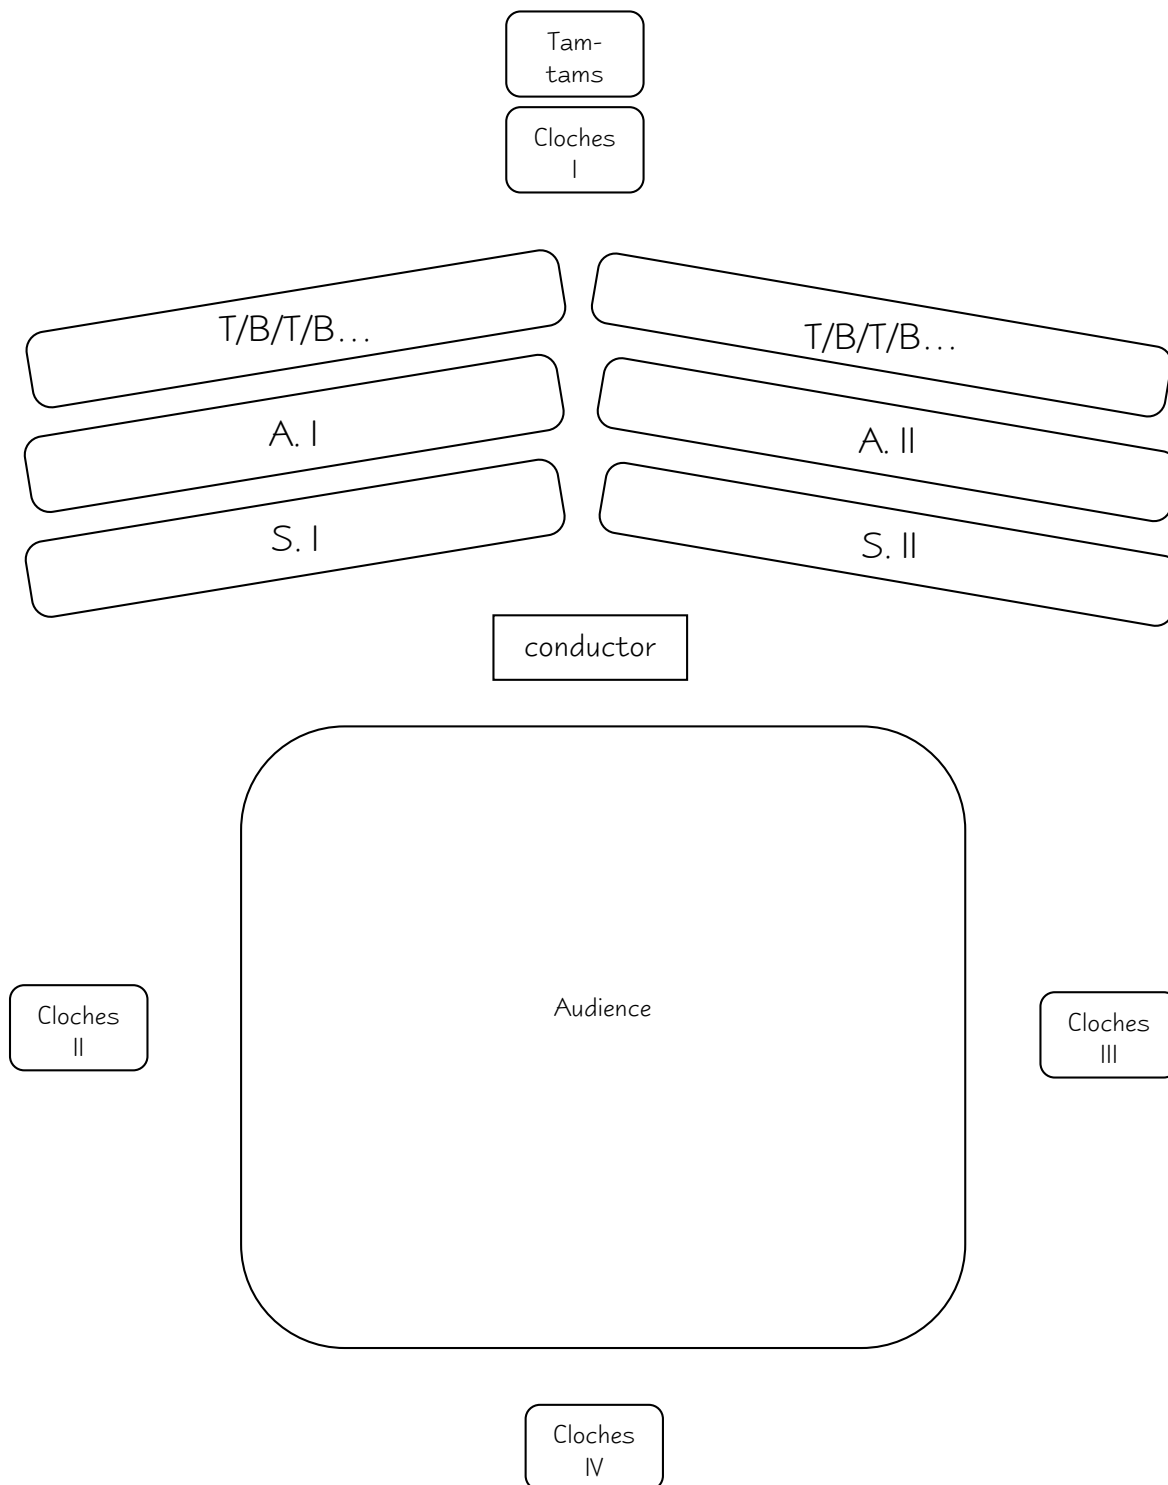 Tam-
tams
Cloches
I
T/B/T/B...
T/B/T/B...
A. I
A. II
S. I
S. II
conductor
Audience
Cloches
II
Cloches
III
Cloches
IV